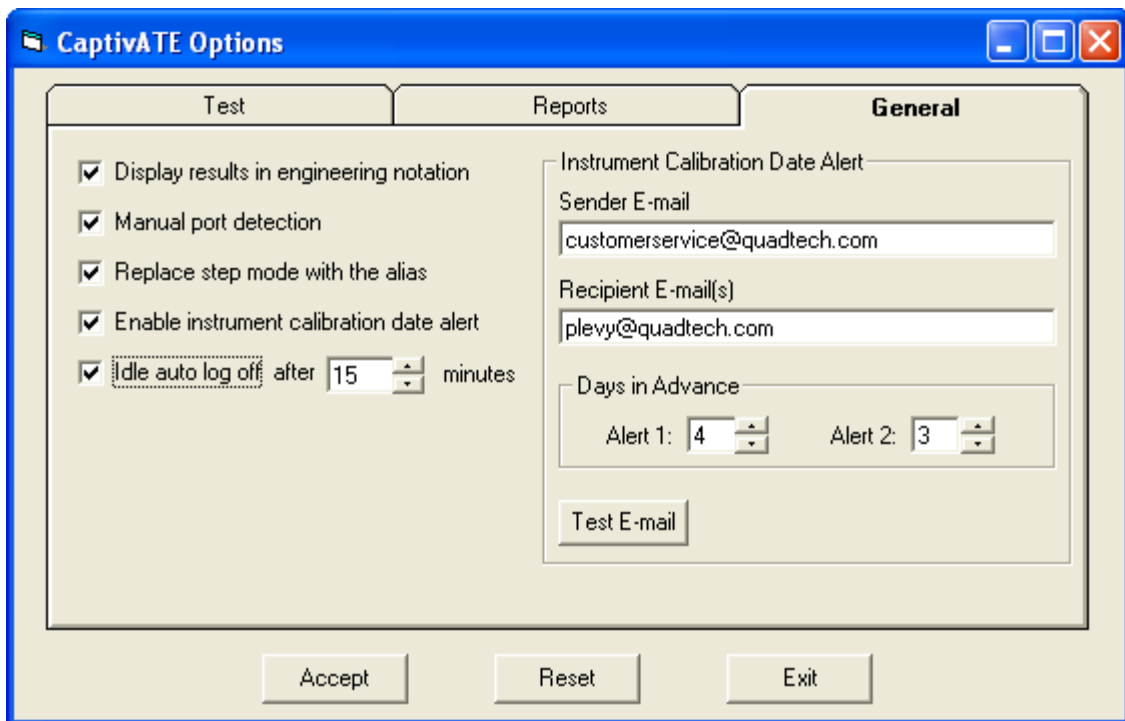 CaptivATE Options
Test
Reports
General
Display results in engineering notation
Manual port detection
Replace step mode with the alias
Enable instrument calibration date alert
Idle auto log off after 15 minutes
Instrument Calibration Date Alert
Sender E-mail
customerservice@quadtech.com
Recipient E-mail(s)
plevy@quadtech.com
Days in Advance
Alert 1: 4 Alert 2: 3
Test E-mail
Accept
Reset
Exit